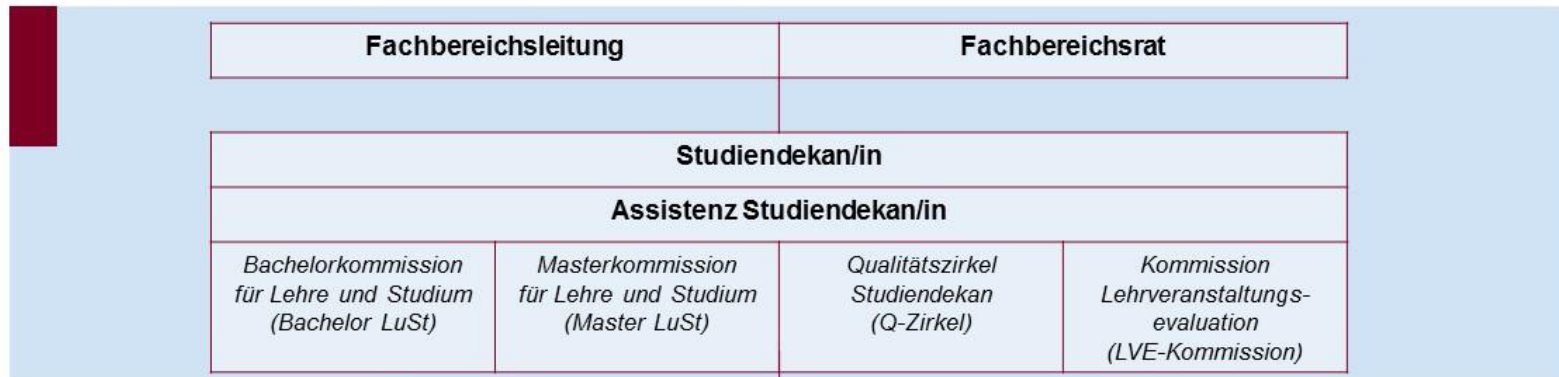 Fachbereichsleitung
Fachbereichsrat
Studiendekan/in
Assistenz Studiendekan/in
Bachelorkommission
für Lehre und Studium
(Bachelor LuSt)
Masterkommission
für Lehre und Studium
(Master LuSt)
Qualitätszirkel
Studiendekan
(Q-Zirkel)
Kommission
Lehrveranstaltungs-
evaluation
(LVE-Kommission)